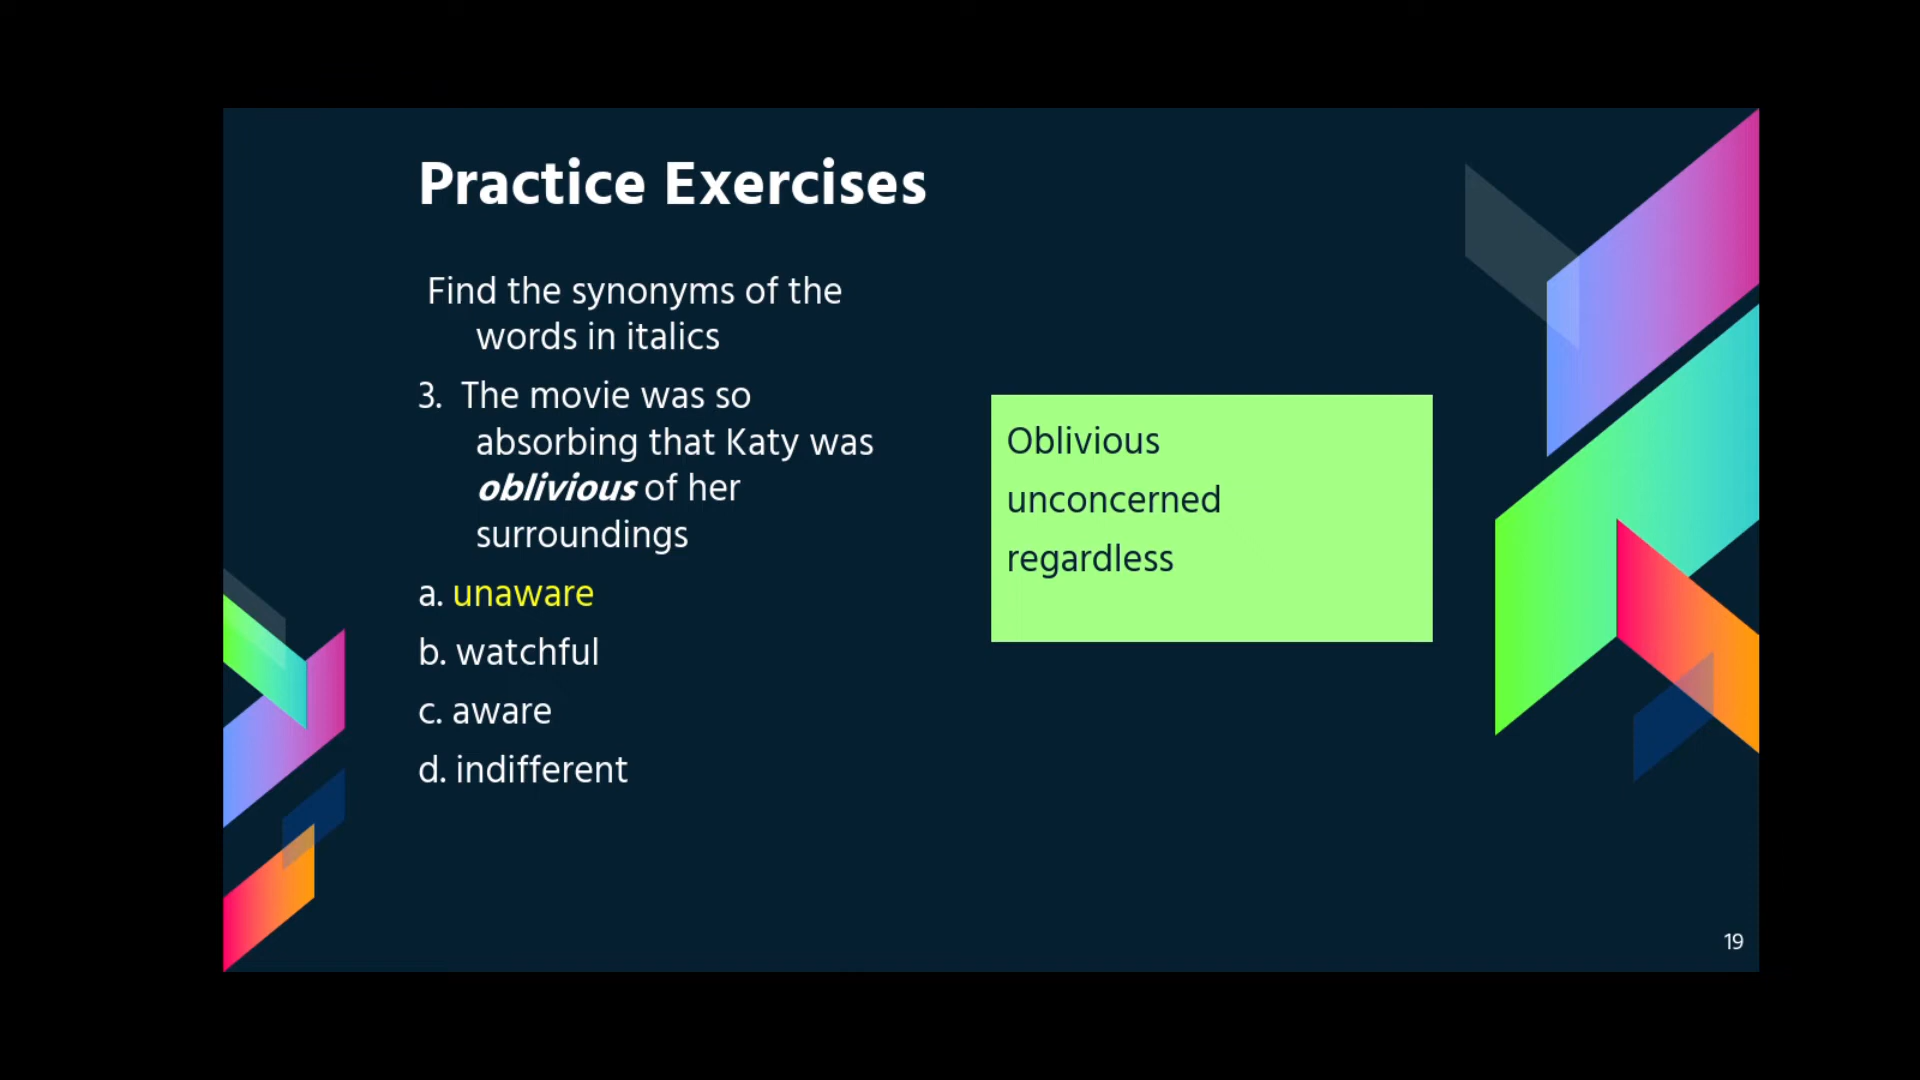 Practice Exercises
Find the synonyms of the
words in italics
3. The movie was so
absorbing that Katy was
oblivious of her
surroundings
a. unaware
b. watchful
c. aware
d. indifferent
Oblivious
unconcerned
regardless
19